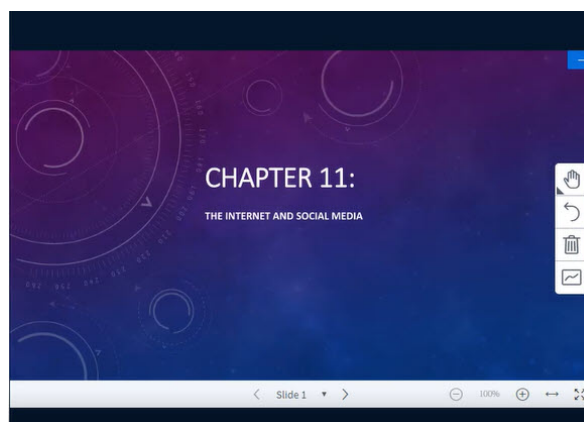 CHAPTER 11:
THE INTERNET AND SOCIAL MEDIA
Slide 1
100%